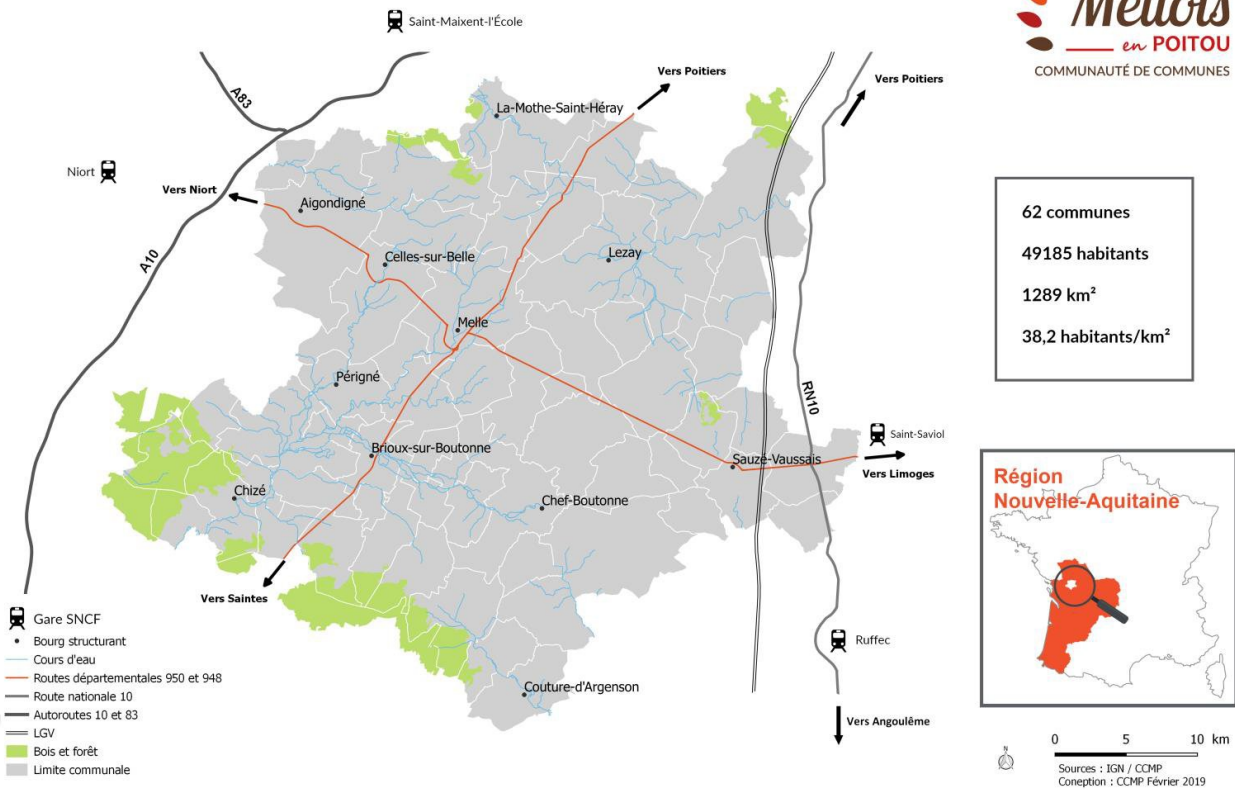 Mellois
en POITOU
COMMUNAUTÉ DE COMMUNES
Saint-Maixent-l'École
Vers Poitiers
Vers Poitiers
A83
La-Mothe-Saint-Héray
Niort
Vers Niort
Aigondigné
A10
Celles-sur-Belle
Lezay
Melle
Périgné
RN10
Brioux-sur-Boutonne
Sauzé-Vaussais
Saint-Saviol
Vers Limoges
Chizé
Chef-Boutonne
Vers Saintes
Ruffec
Couture-d'Argenson
Vers Angoulême
Gare SNCF
Bourg structurant
Cours d'eau
Routes départementales 950 et 948
Route nationale 10
Autoroutes 10 et 83
LGV
Bois et forêt
Limite communale
62 communes
49185 habitants
1289 km²
38,2 habitants/km²
Région
Nouvelle-Aquitaine
N
0 5 10 km
Sources : IGN / CCMP
Coneption : CCMP Février 2019